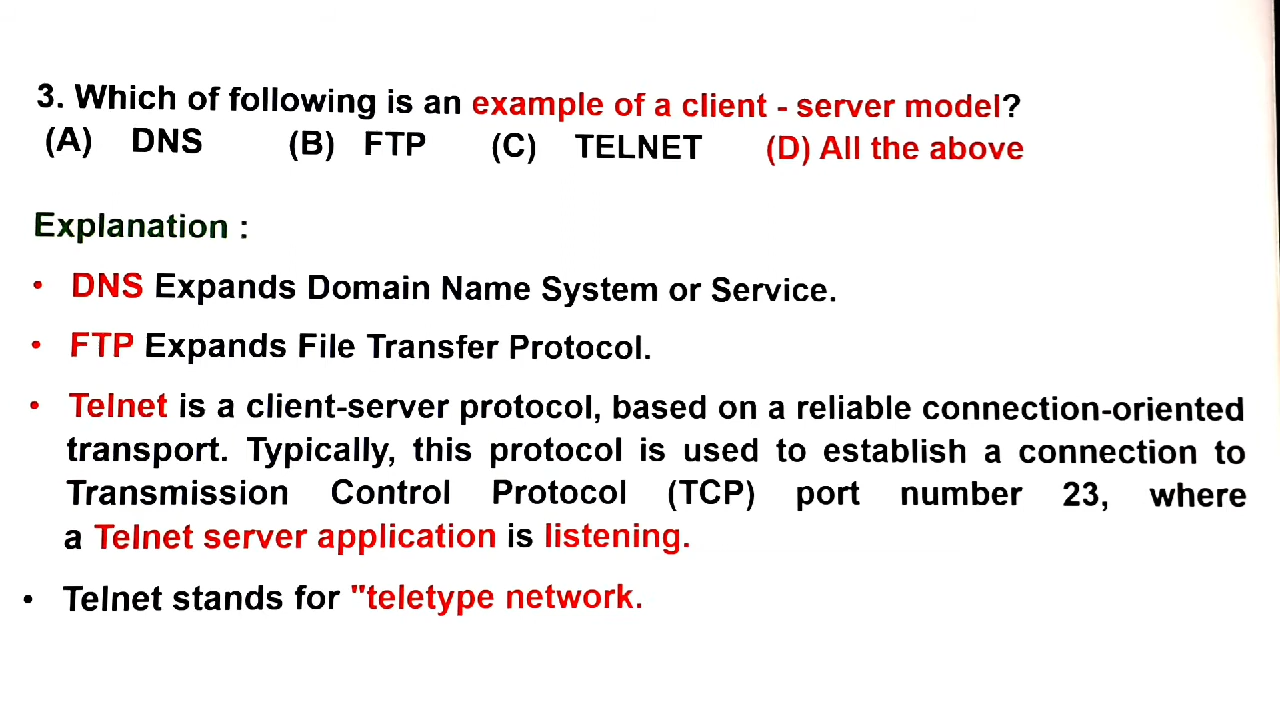 3. Which of following is an example of a client - server model?
(A) DNS (B) FTP (C) TELNET (D) All the above
Explanation :
• DNS Expands Domain Name System or Service.
• FTP Expands File Transfer Protocol.
• Telnet is a client-server protocol, based on a reliable connection-oriented
transport. Typically, this protocol is used to establish a connection to
Transmission Control Protocol (TCP) port number 23, where
a Telnet server application is listening.
• Telnet stands for "teletype network.